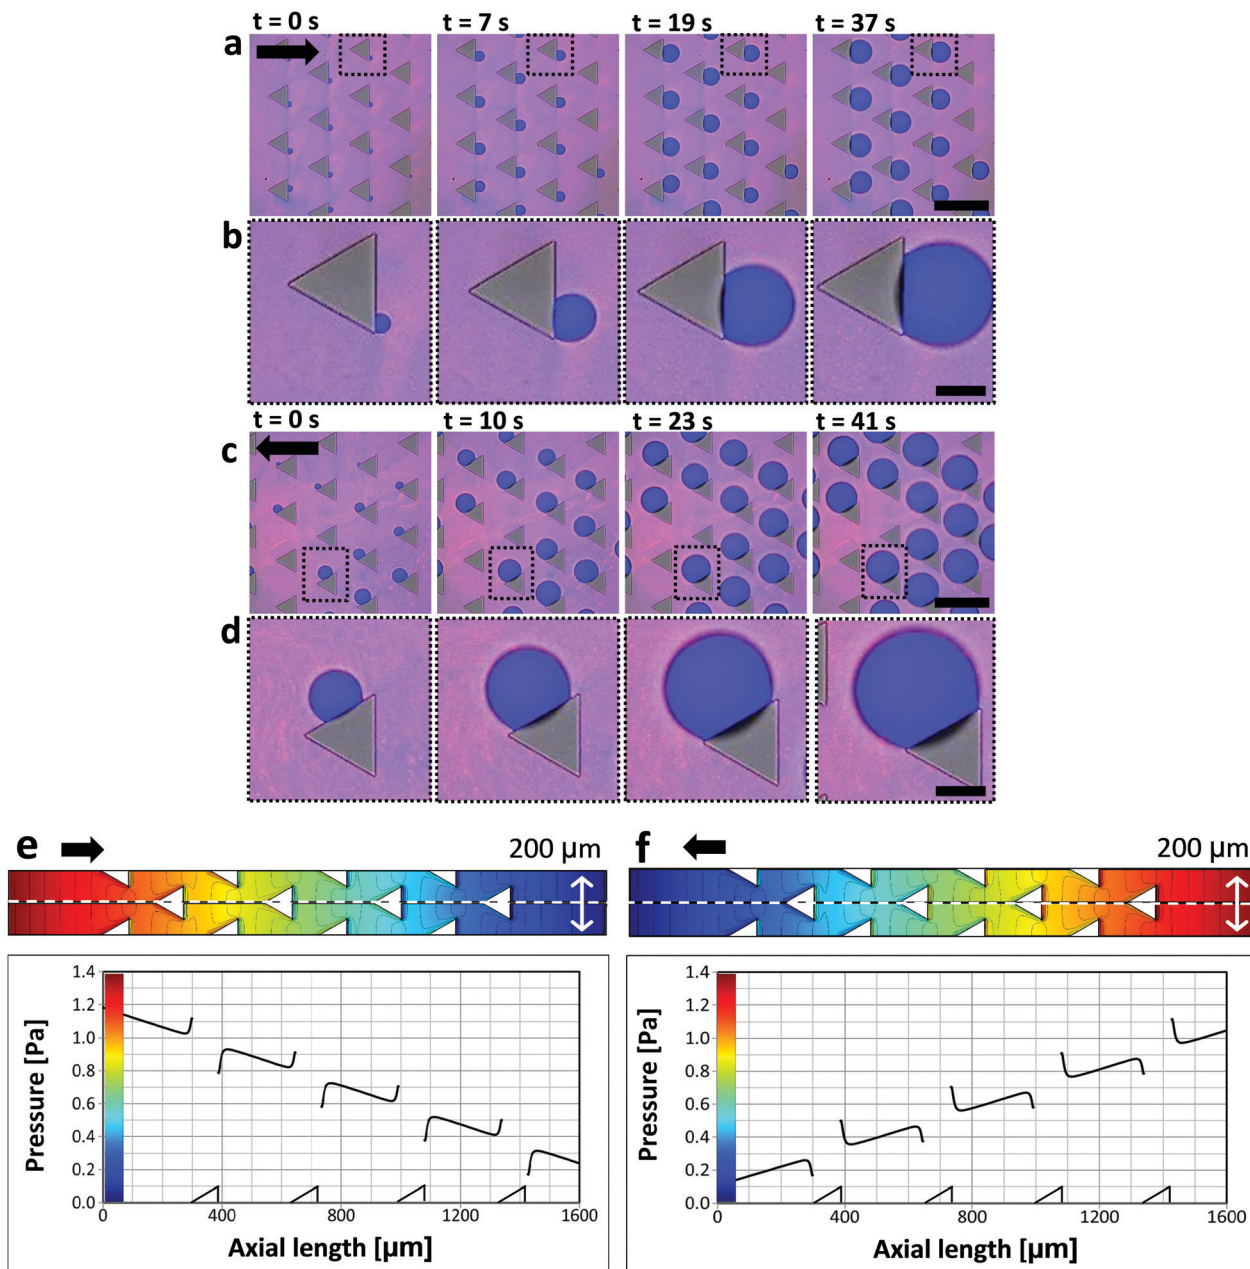 t = 0 s t = 7 s t = 19 s t = 37 s
a
b
t = 0 s t = 10 s t = 23 s t = 41 s
c
d
e 200 µm
f 200 µm
1.4
1.2
1.0
0.8
0.6
0.4
0.2
0.0
Pressure [Pa]
0 400 800 1200 1600
Axial length [µm]
1.4
1.2
1.0
0.8
0.6
0.4
0.2
0.0
Pressure [Pa]
0 400 800 1200 1600
Axial length [µm]